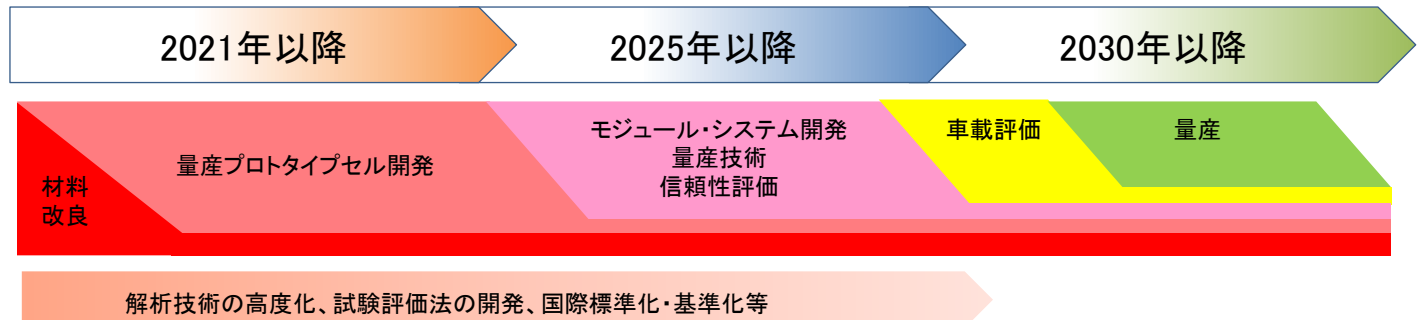 2021年以降
2025年以降
2030年以降
材料
改良
量産プロトタイプセル開発
モジュール・システム開発
量産技術
信頼性評価
車載評価
量産
解析技術の高度化、試験評価法の開発、国際標準化・基準化等